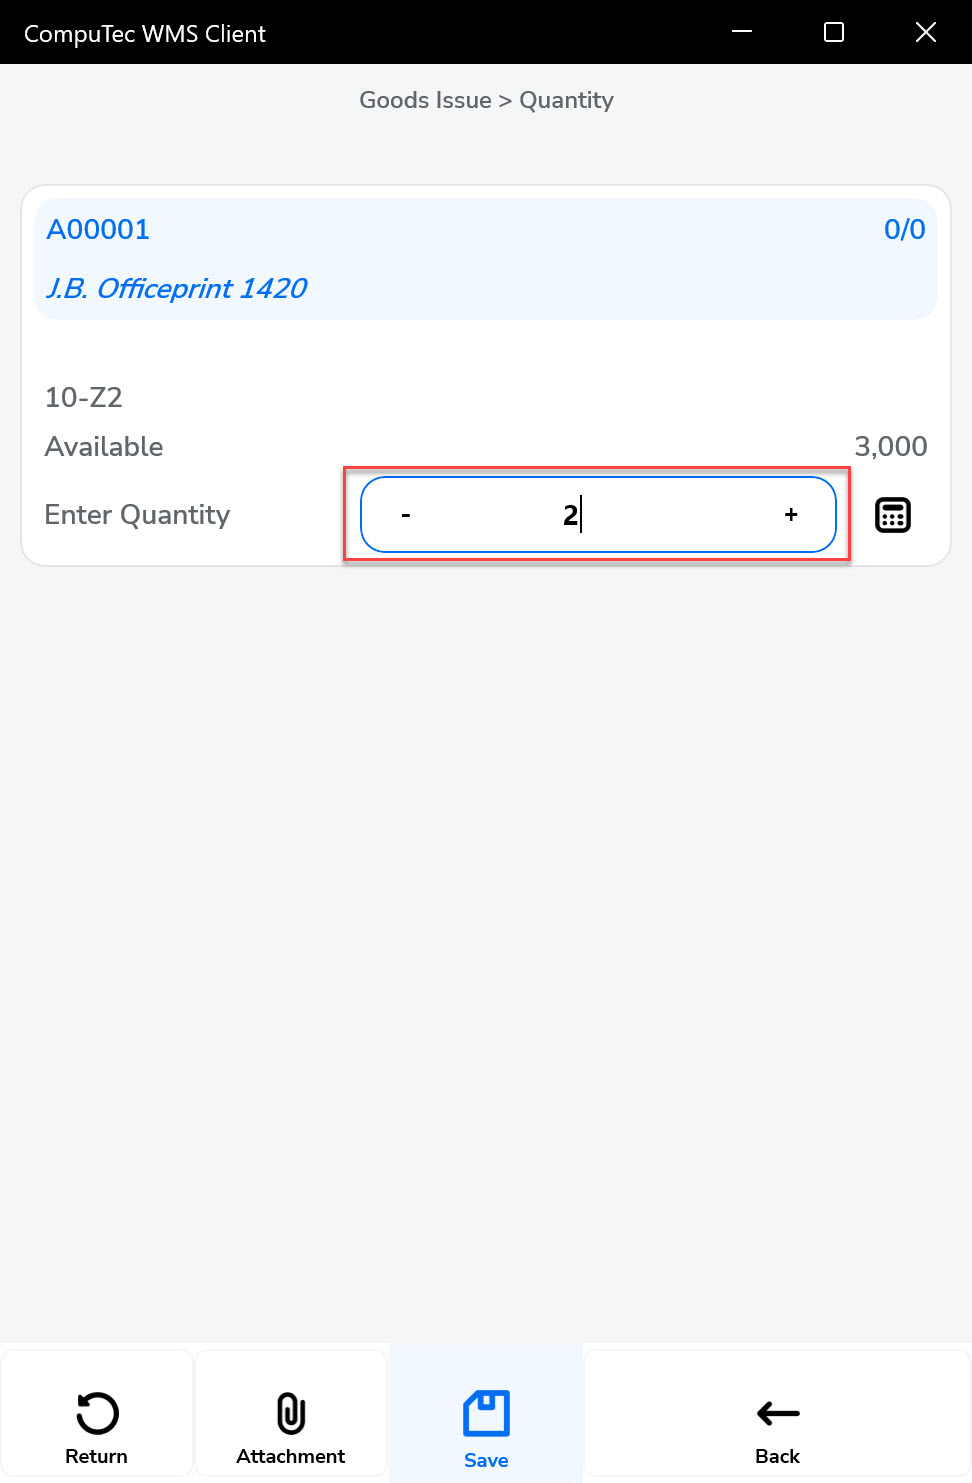 CompuTec WMS Client
Goods Issue > Quantity
A00001 0/0
J.B. Officeprint 1420
10-Z2
Available 3,000
Enter Quantity - 2 +
Return Attachment Save Back